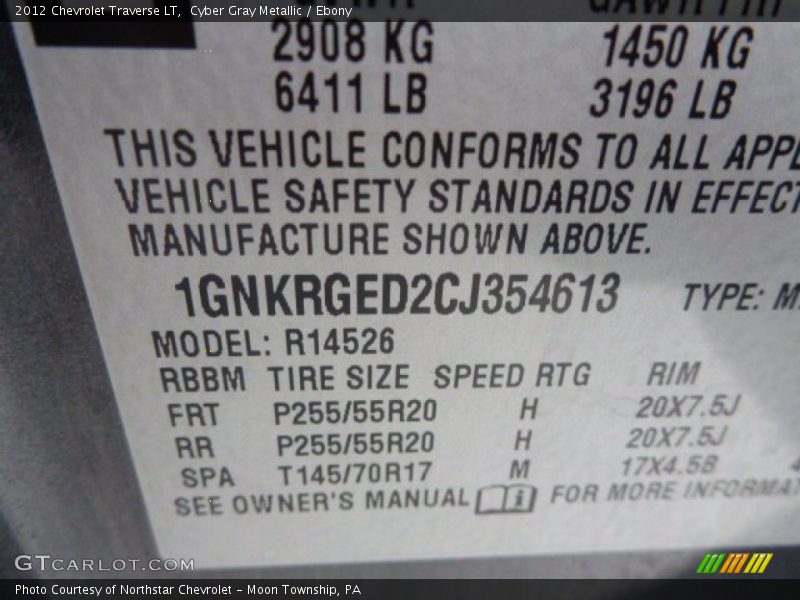 2012 Chevrolet Traverse LT,  Cyber Gray Metallic / Ebony
2908 KG 1450 KG
6411 LB 3196 LB
THIS VEHICLE CONFORMS TO ALL APPL
VEHICLE SAFETY STANDARDS IN EFFECT
MANUFACTURE SHOWN ABOVE.
1GNKRGED2CJ354613 TYPE: M
MODEL: R14526
RBBM TIRE SIZE SPEED RTG RIM
FRT P255/55R20 H 20X7.5J
RR P255/55R20 H 20X7.5J
SPA T145/70R17 M 17X4.5B
SEE OWNER'S MANUAL FOR MORE INFORMAT
GTCARLOT.COM
Photo Courtesy of Northstar Chevrolet - Moon Township, PA